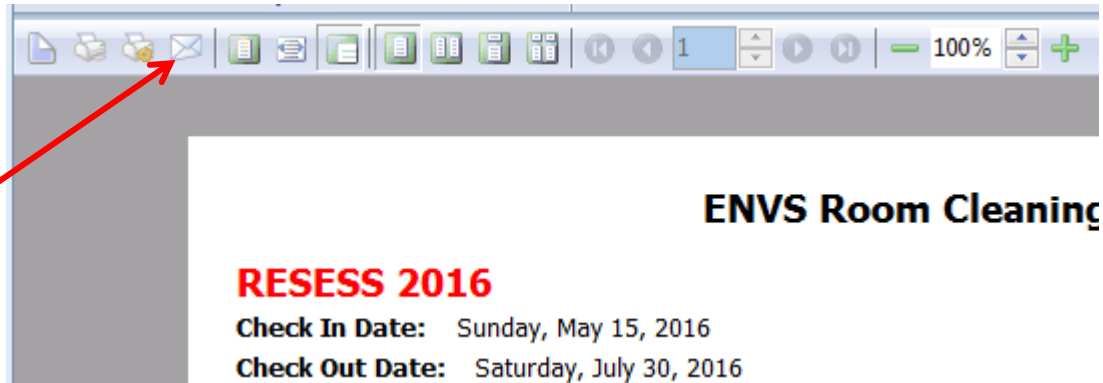 1 100%
ENVS Room Cleaning
RESESS 2016
Check In Date: Sunday, May 15, 2016
Check Out Date: Saturday, July 30, 2016